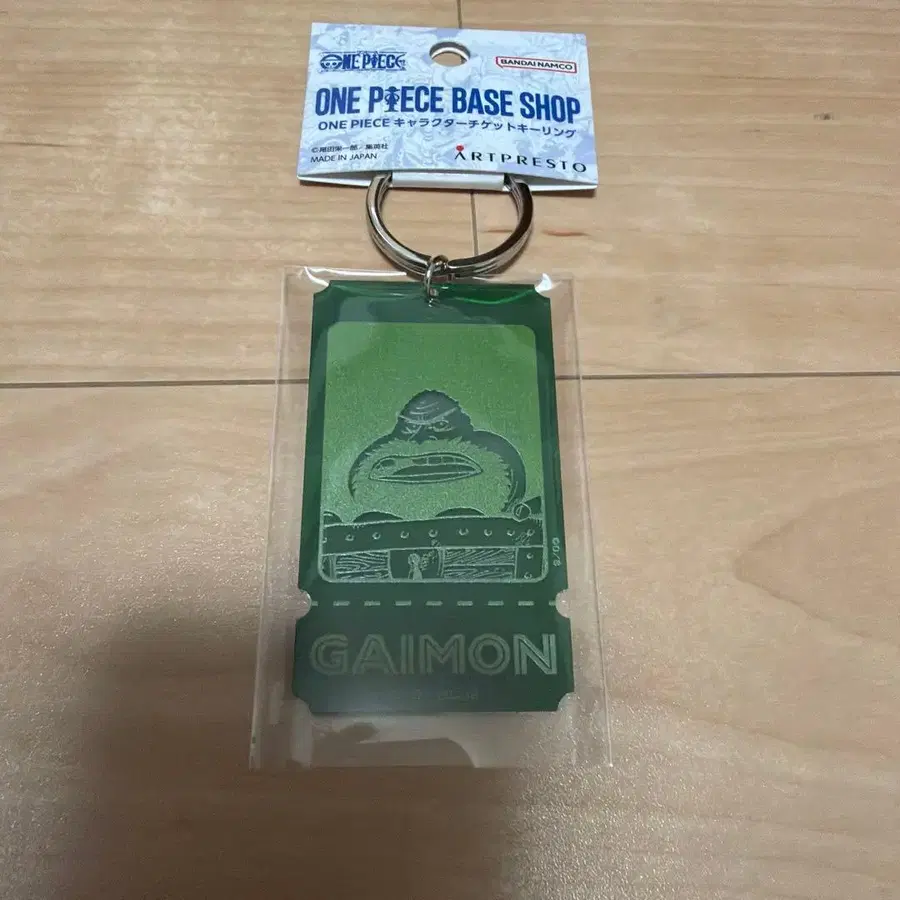 ONE PIECE
BANDAI NAMCO
ONE PIECE BASE SHOP
ONE PIECE キャラクターチケットキーリング
©尾田栄一郎/集英社
MADE IN JAPAN
ARTPRESTO
©O/S
GAIMON